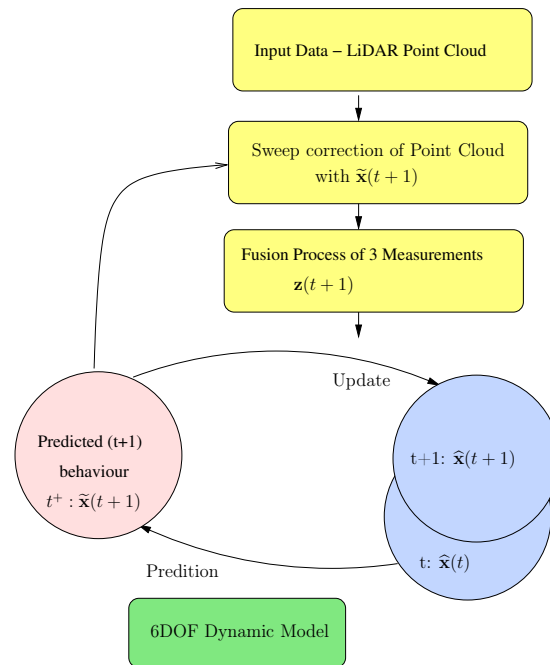 Input Data – LiDAR Point Cloud
Sweep correction of Point Cloud
with x̃(t + 1)
Fusion Process of 3 Measurements
z(t + 1)
Update
Predicted (t+1)
behaviour
t⁺ : x̃(t + 1)
t+1: x̂(t + 1)
t: x̂(t)
Predition
6DOF Dynamic Model